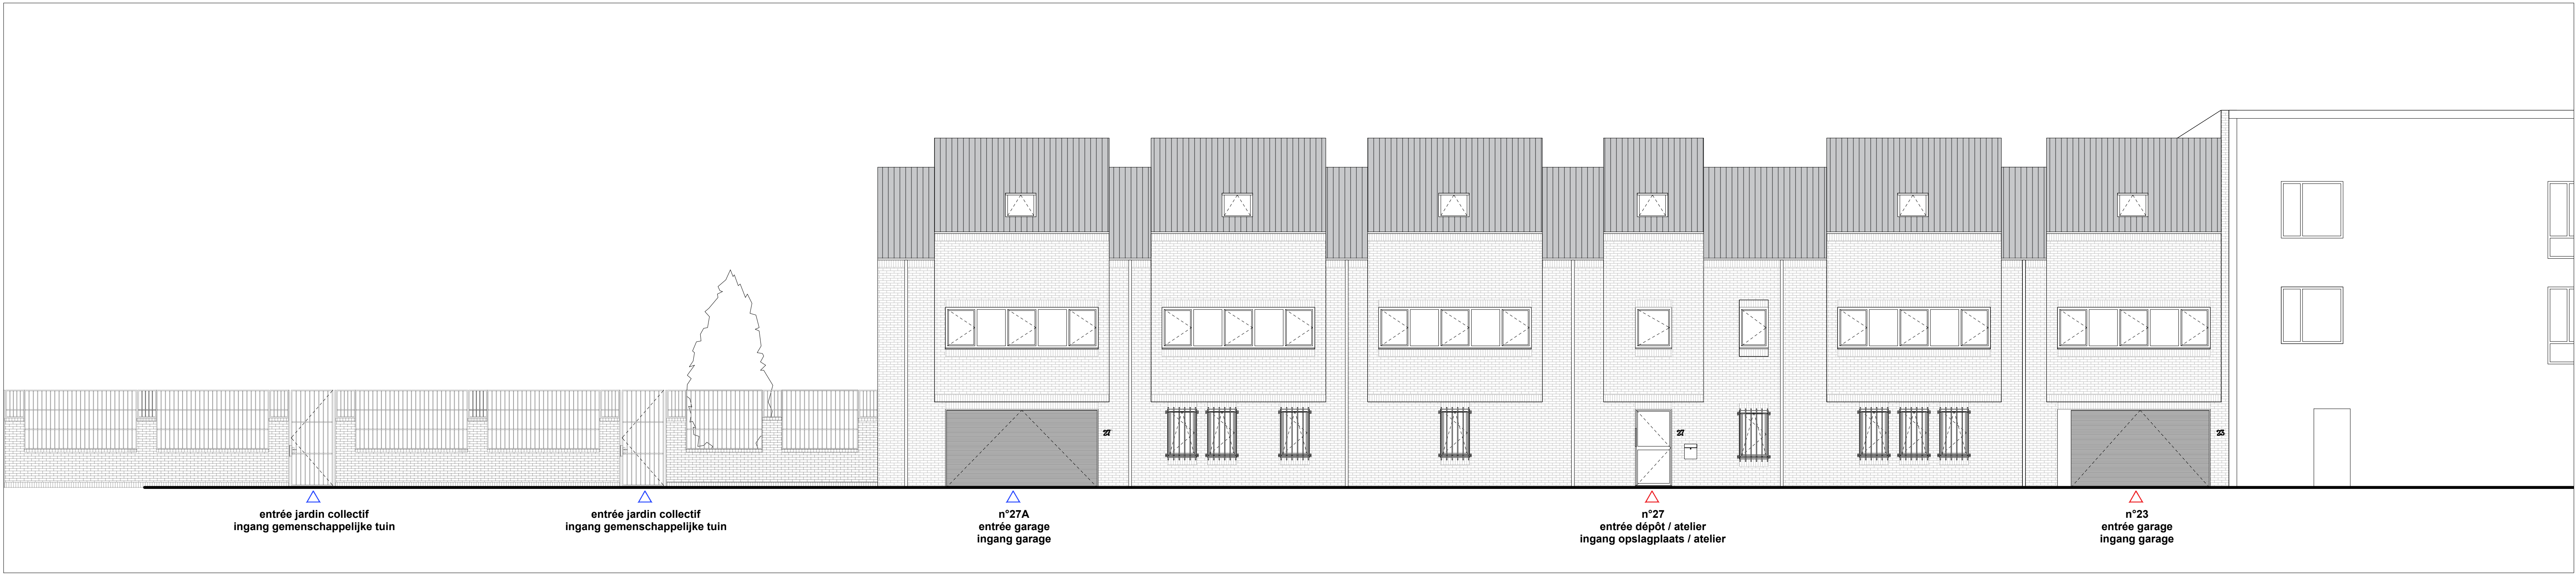 27
27
23
entrée jardin collectif
ingang gemenschappelijke tuin
entrée jardin collectif
ingang gemenschappelijke tuin
n°27A
entrée garage
ingang garage
n°27
entrée dépôt / atelier
ingang opslagplaats / atelier
n°23
entrée garage
ingang garage